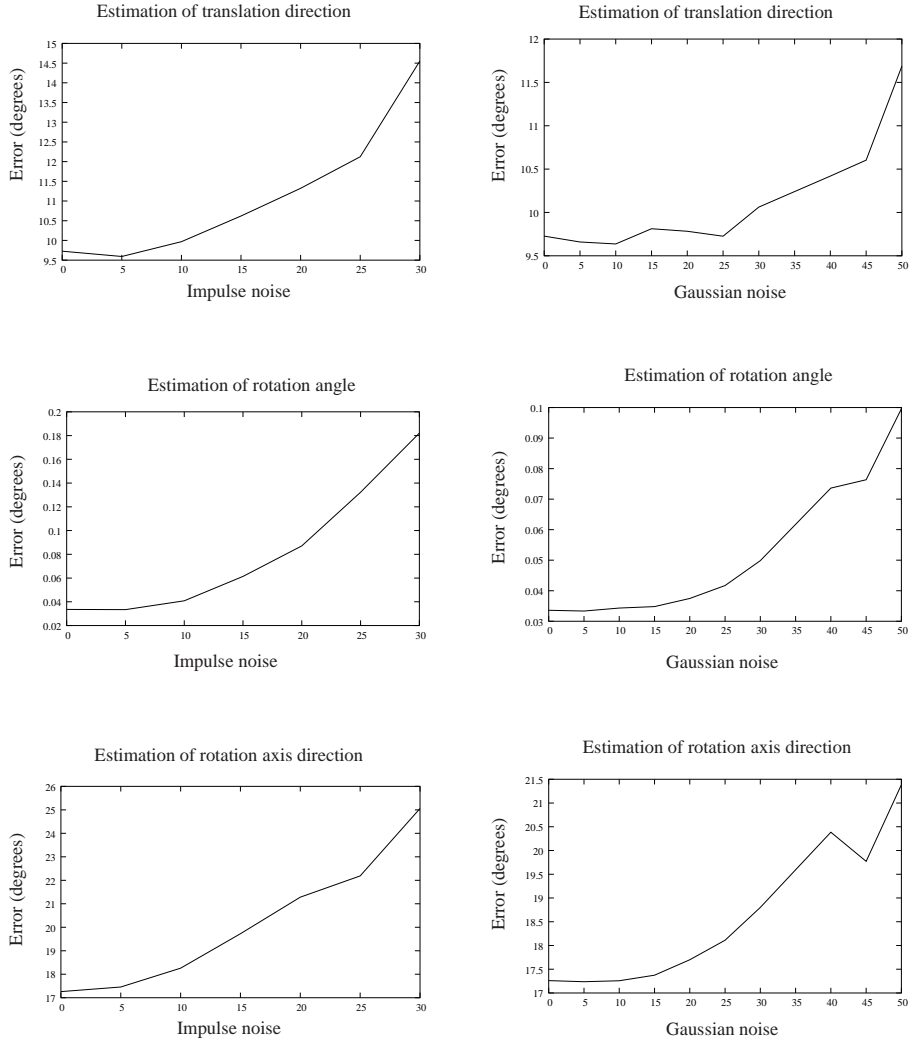 Estimation of translation direction
15
14.5
14
13.5
13
12.5
12
11.5
11
10.5
10
9.5
0 5 10 15 20 25 30
Error (degrees)
Impulse noise
Estimation of translation direction
12
11.5
11
10.5
10
9.5
0 5 10 15 20 25 30 35 40 45 50
Error (degrees)
Gaussian noise
Estimation of rotation angle
0.2
0.18
0.16
0.14
0.12
0.1
0.08
0.06
0.04
0.02
0 5 10 15 20 25 30
Error (degrees)
Impulse noise
Estimation of rotation angle
0.1
0.09
0.08
0.07
0.06
0.05
0.04
0.03
0 5 10 15 20 25 30 35 40 45 50
Error (degrees)
Gaussian noise
Estimation of rotation axis direction
26
25
24
23
22
21
20
19
18
17
0 5 10 15 20 25 30
Error (degrees)
Impulse noise
Estimation of rotation axis direction
21.5
21
20.5
20
19.5
19
18.5
18
17.5
17
0 5 10 15 20 25 30 35 40 45 50
Error (degrees)
Gaussian noise